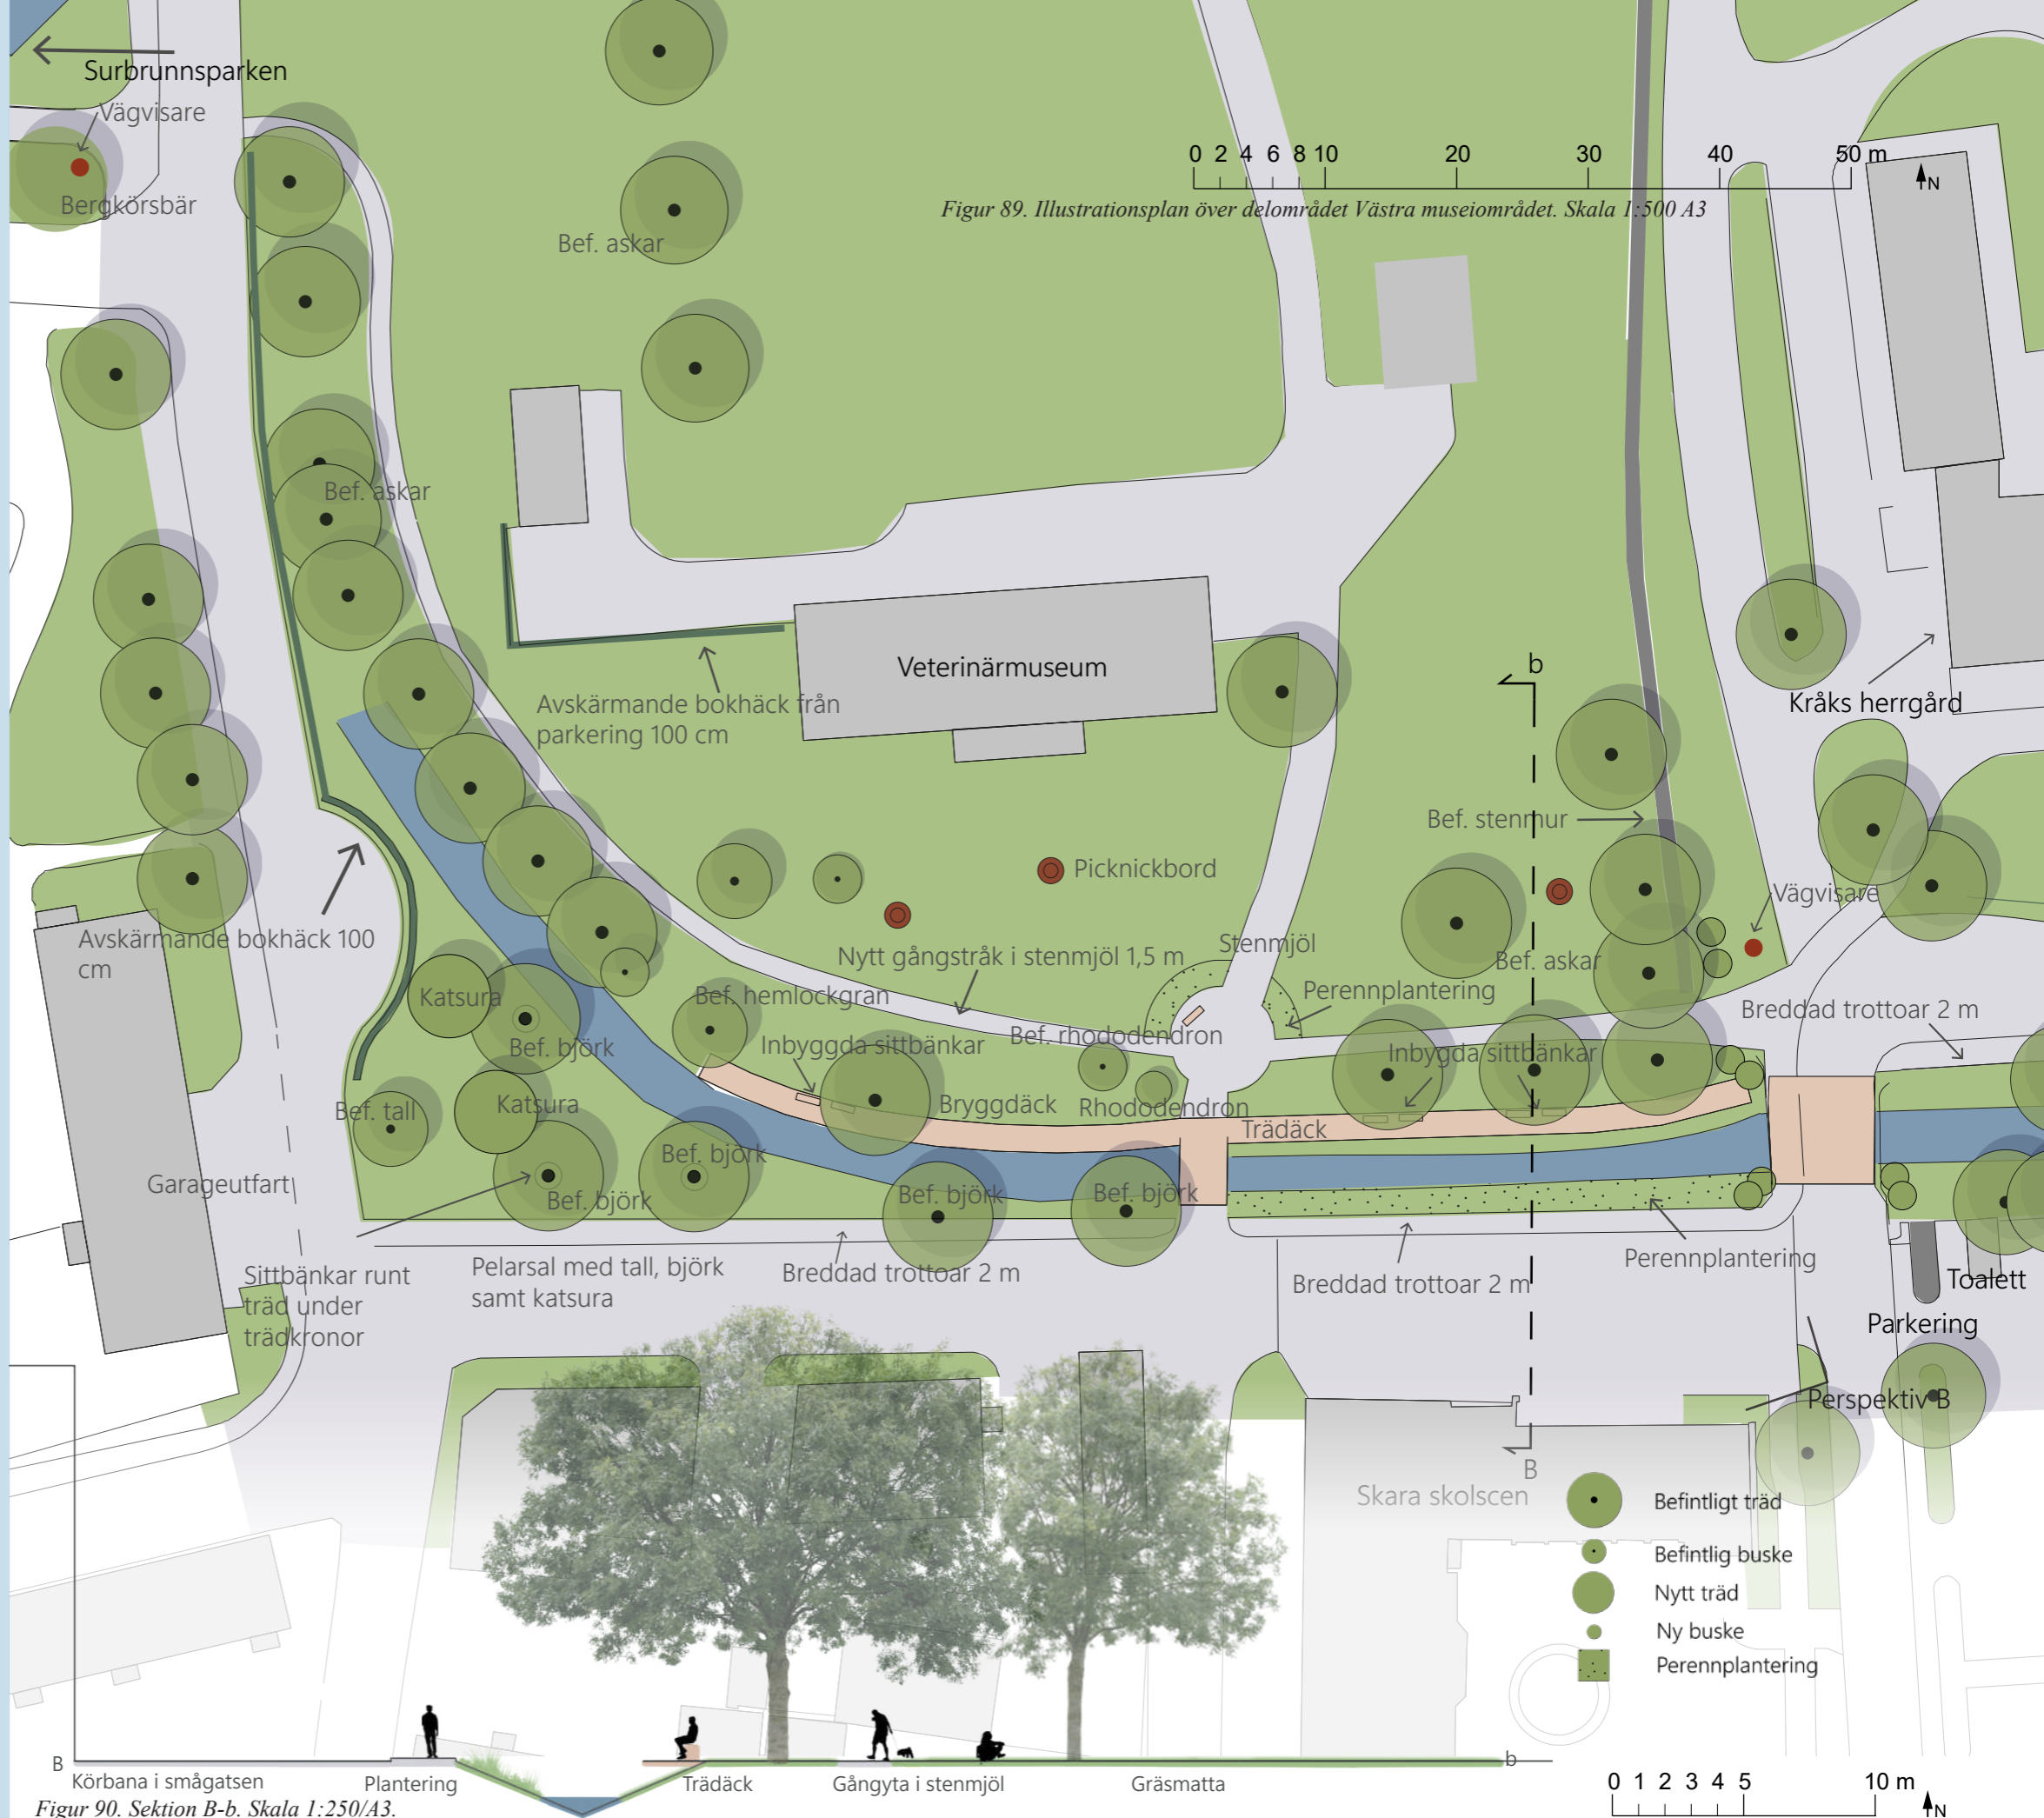 Surbrunnsparken
Vägvisare
Bergkörsbär
Bef. askar
0 2 4 6 8 10 20 30 40 50 m
N
Figur 89. Illustrationsplan över delområdet Västra museiområdet. Skala 1:500 A3
Bef. askar
Veterinärmuseum
Avskärmande bokhäck från
parkering 100 cm
b
Kråks herrgård
Bef. stenmur
Picknickbord
Vägvisare
Avskärmande bokhäck 100
cm
Nytt gångstråk i stenmjöl 1,5 m
Stenmjöl
Bef. askar
Katsura
Bef. hemlockgran
Perennplantering
Breddad trottoar 2 m
Bef. björk
Inbyggda sittbänkar
Bef. rhododendron
Inbygda sittbänkar
Bef. tall
Katsura
Bryggdäck
Rhododendron
Trädäck
Bef. björk
Garageutfart
Bef. björk
Bef. björk
Bef. björk
Sittbänkar runt
träd under
trädkronor
Pelarsal med tall, björk
samt katsura
Breddad trottoar 2 m
Breddad trottoar 2 m
Perennplantering
Toalett
Parkering
Perspektiv B
B
Skara skolscen
Befintligt träd
Befintlig buske
Nytt träd
Ny buske
Perennplantering
B
b
Körbana i smågatsen
Plantering
Trädäck
Gångyta i stenmjöl
Gräsmatta
Figur 90. Sektion B-b. Skala 1:250/A3.
0 1 2 3 4 5 10 m
N